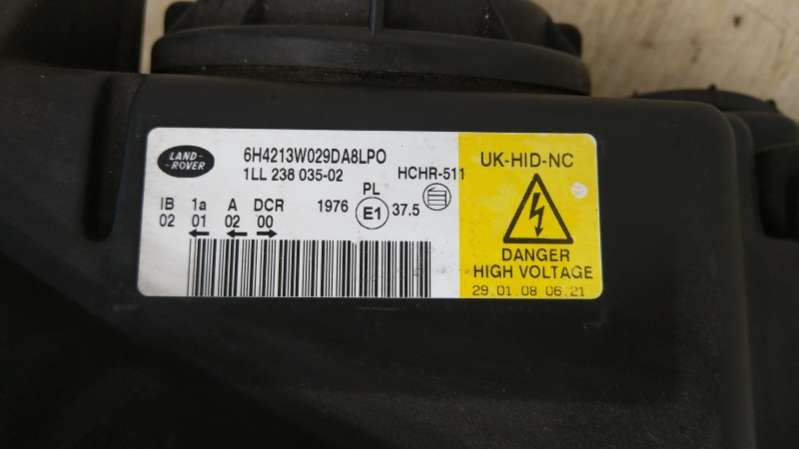 LAND-
-ROVER
6H4213W029DA8LPO
1LL 238 035-02
HCHR-511
PL
IB 1a A DCR
02 01 02 00
1976 E1 37.5
UK-HID-NC
DANGER
HIGH VOLTAGE
29.01.08 06:21